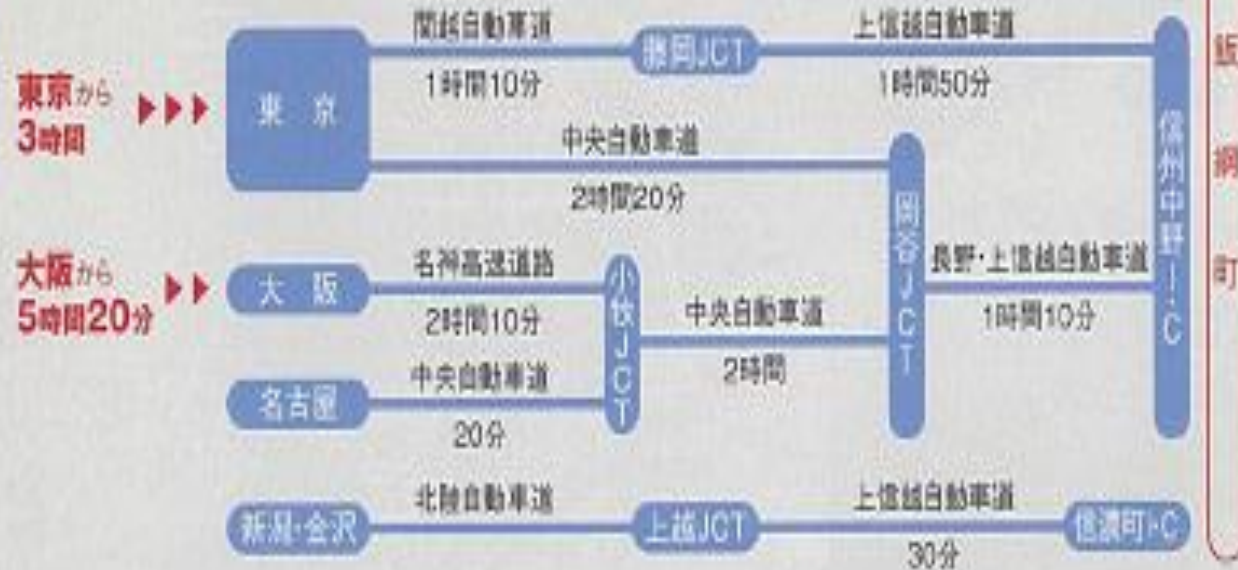 東京から
3時間
東京
関越自動車道
1時間10分
藤岡JCT
上信越自動車道
1時間50分
中央自動車道
2時間20分
大阪から
5時間20分
大阪
名神高速道路
2時間10分
小牧JCT
中央自動車道
2時間
岡谷JCT
長野・上信越自動車道
1時間10分
信州中野I・C
名古屋
中央自動車道
20分
新潟・金沢
北陸自動車道
上越JCT
上信越自動車道
30分
信濃町I・C
飯
綱
町